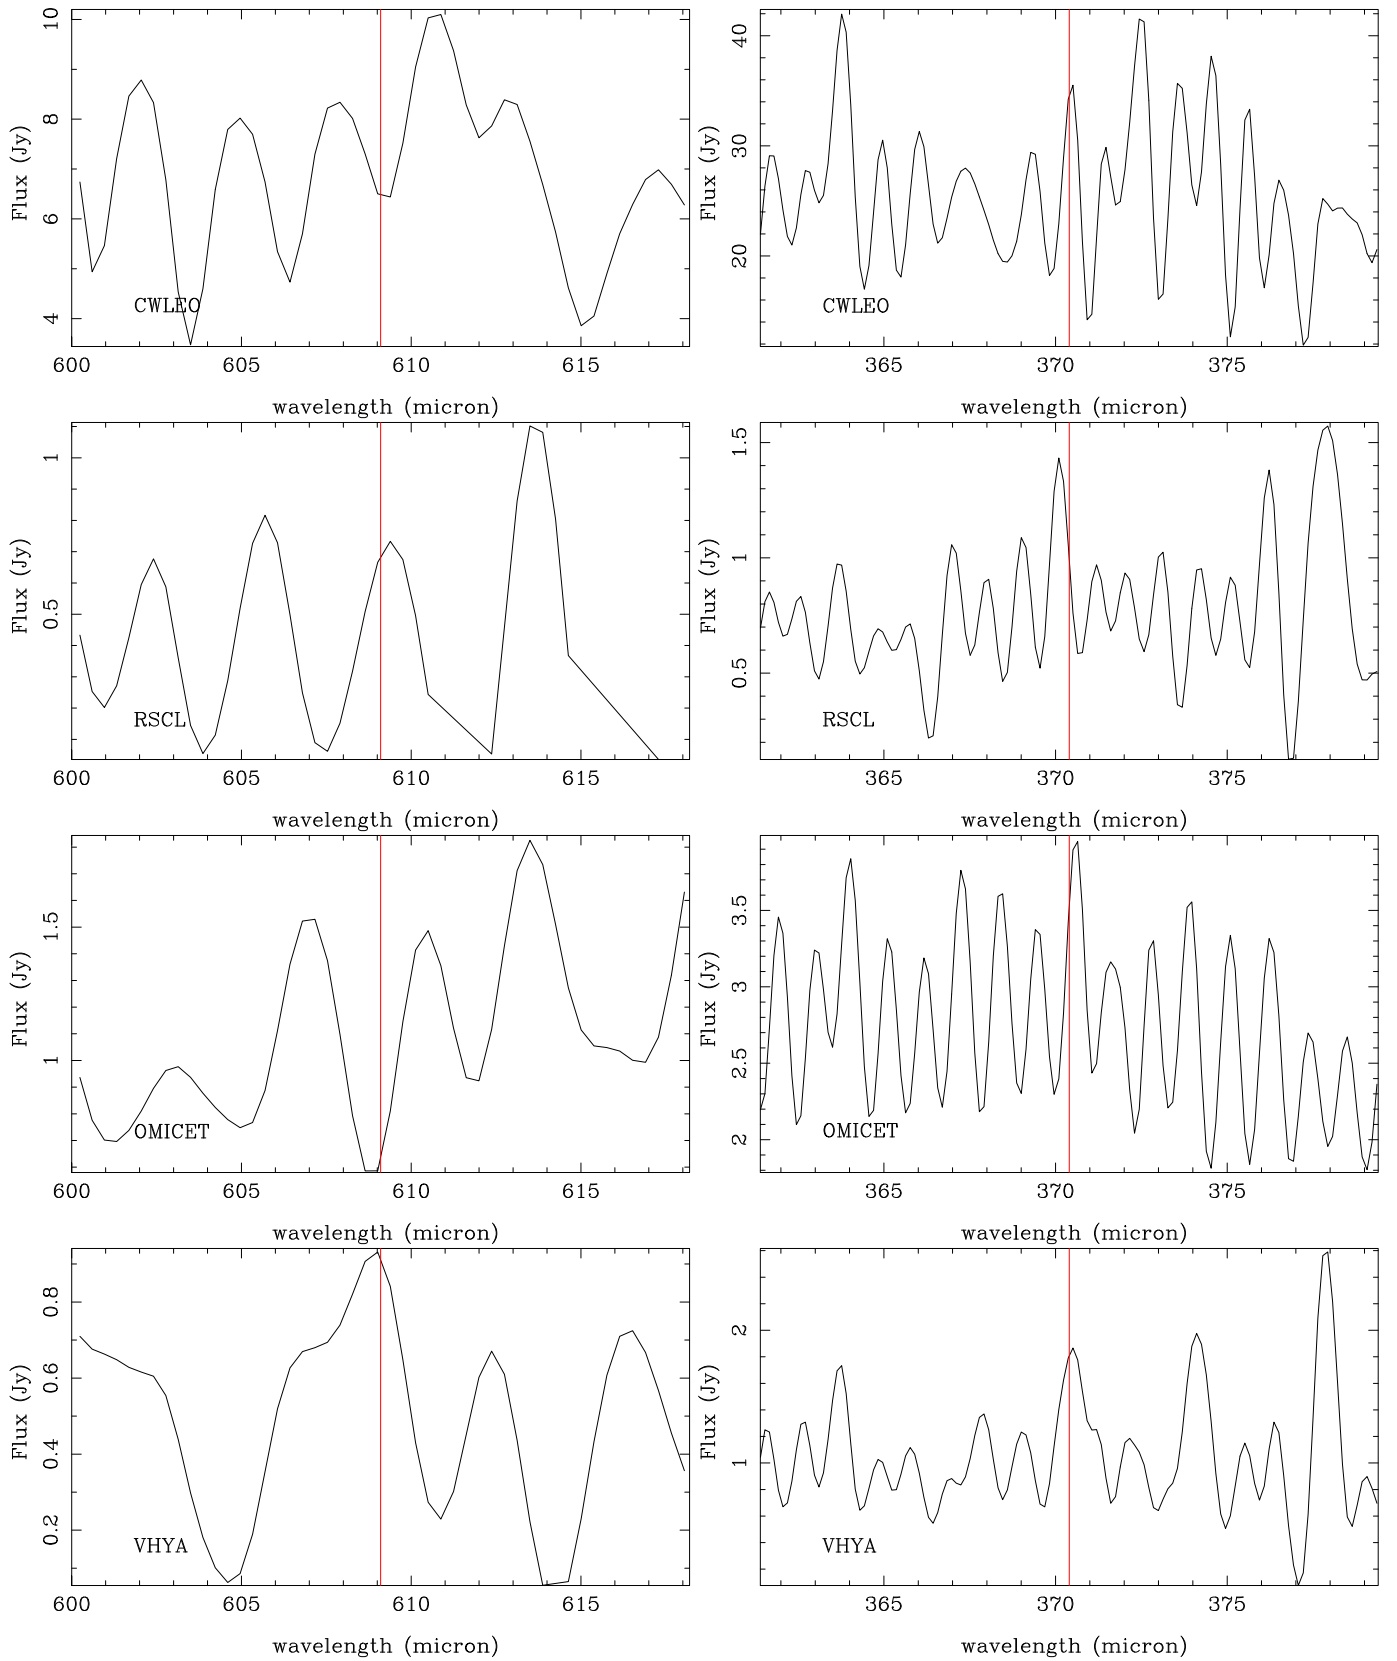 Flux (Jy)
10
8
6
4
CWLEO
600 605 610 615
wavelength (micron)
Flux (Jy)
40
30
20
CWLEO
365 370 375
wavelength (micron)
Flux (Jy)
1
0.5
RSCL
600 605 610 615
wavelength (micron)
Flux (Jy)
1.5
1
0.5
RSCL
365 370 375
wavelength (micron)
Flux (Jy)
1.5
1
OMICET
600 605 610 615
wavelength (micron)
Flux (Jy)
3.5
3
2.5
2
OMICET
365 370 375
wavelength (micron)
Flux (Jy)
0.8
0.6
0.4
0.2
VHYA
600 605 610 615
wavelength (micron)
Flux (Jy)
2
1
VHYA
365 370 375
wavelength (micron)